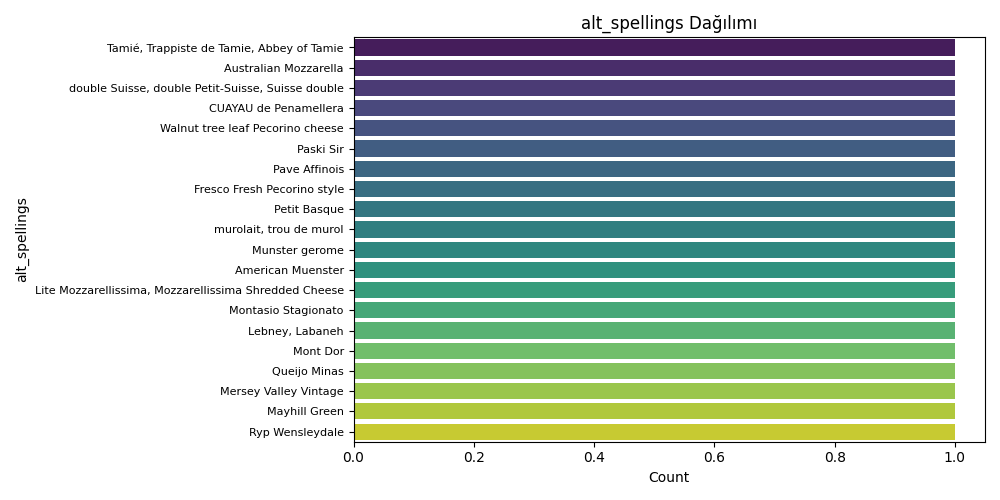 alt_spellings Dağılımı
Tamié, Trappiste de Tamie, Abbey of Tamie
Australian Mozzarella
double Suisse, double Petit-Suisse, Suisse double
CUAYAU de Penamellera
Walnut tree leaf Pecorino cheese
Paski Sir
Pave Affinois
Fresco Fresh Pecorino style
Petit Basque
murolait, trou de murol
Munster gerome
American Muenster
Lite Mozzarellissima, Mozzarellissima Shredded Cheese
Montasio Stagionato
Lebney, Labaneh
Mont Dor
Queijo Minas
Mersey Valley Vintage
Mayhill Green
Ryp Wensleydale
alt_spellings
0.0 0.2 0.4 0.6 0.8 1.0
Count